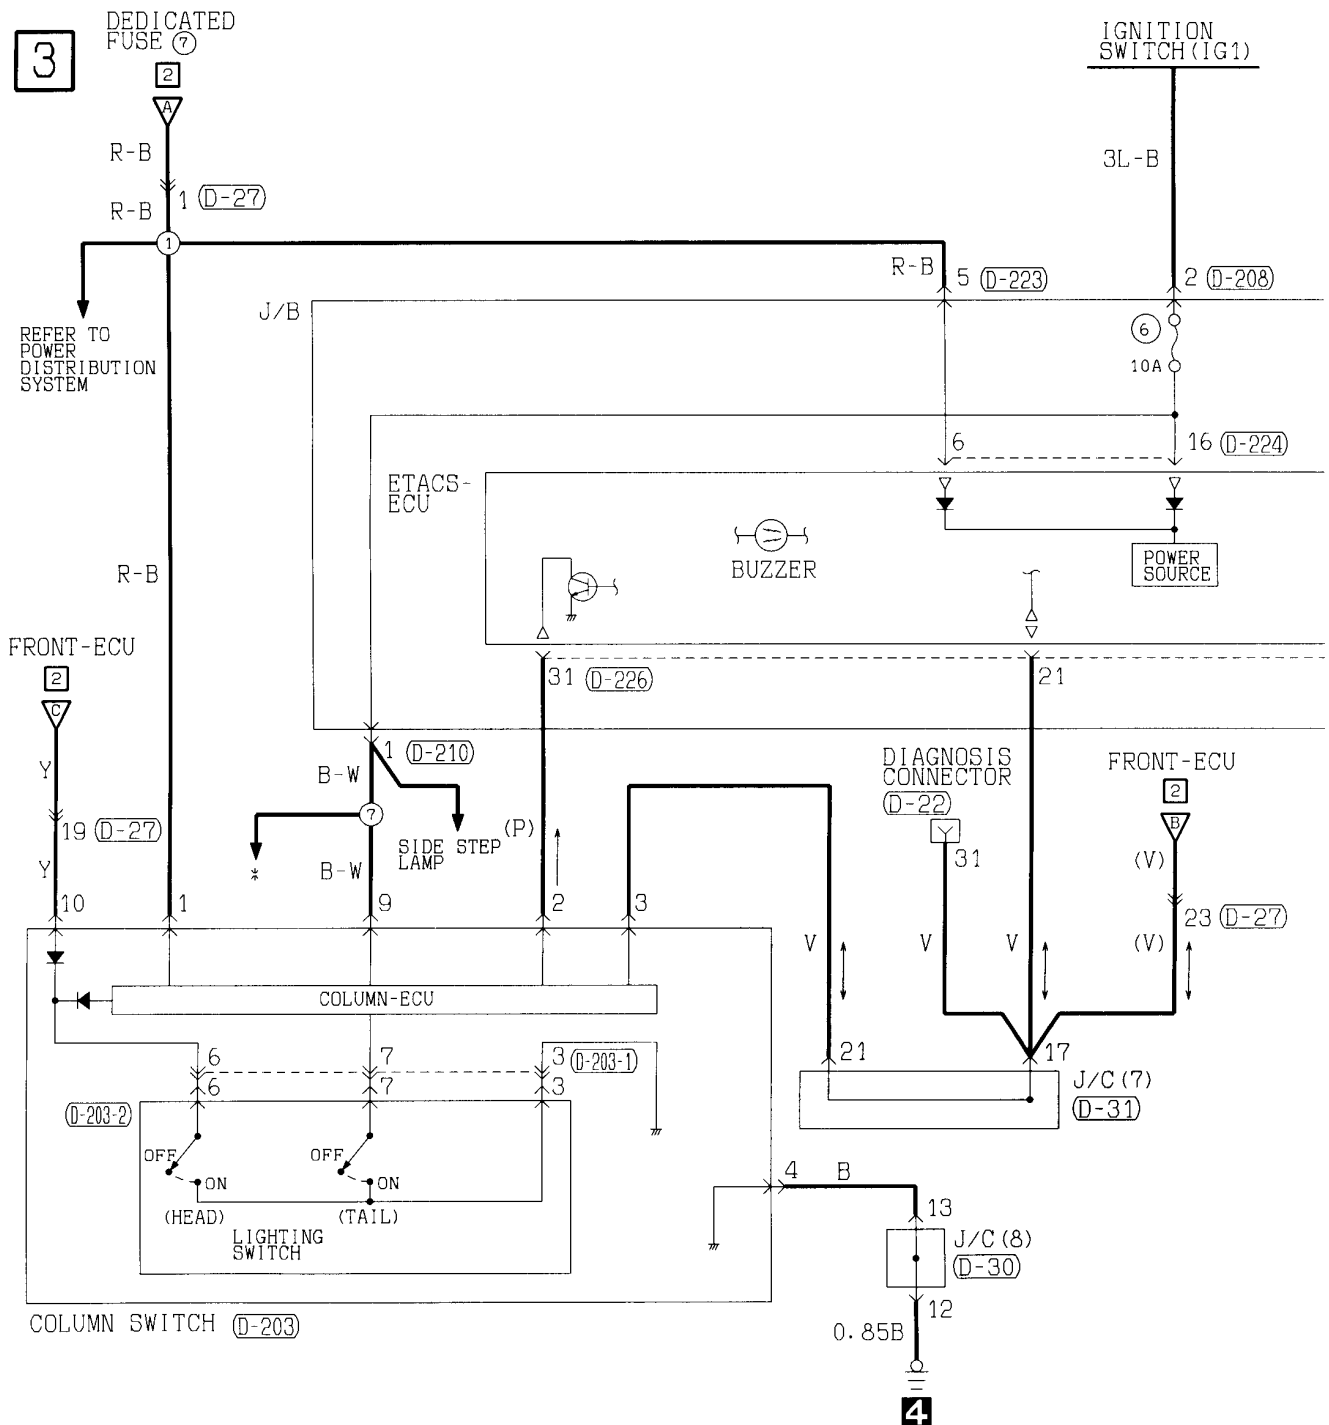 3
DEDICATED
FUSE 7
2
A
R-B
1 D-27
R-B
1
IGNITION
SWITCH(IG1)
3L-B
R-B
5 D-223
2 D-208
J/B
REFER TO
POWER
DISTRIBUTION
SYSTEM
6
10A
6
16 D-224
ETACS-
ECU
BUZZER
POWER
SOURCE
R-B
FRONT-ECU
2
C
31 D-226
21
1 D-210
B-W
7
DIAGNOSIS
CONNECTOR
D-22
FRONT-ECU
2
B
Y
19 D-27
Y
*
SIDE STEP
LAMP
(P)
31
(V)
B-W
10
1
9
2
3
23 D-27
V
V
V
(V)
COLUMN-ECU
6
7
3 D-203-1
6
7
3
21
17
J/C(7)
D-31
D-203-2
OFF
ON
(HEAD)
OFF
ON
(TAIL)
LIGHTING
SWITCH
4
B
13
J/C(8)
D-30
12
COLUMN SWITCH D-203
0.85B
4